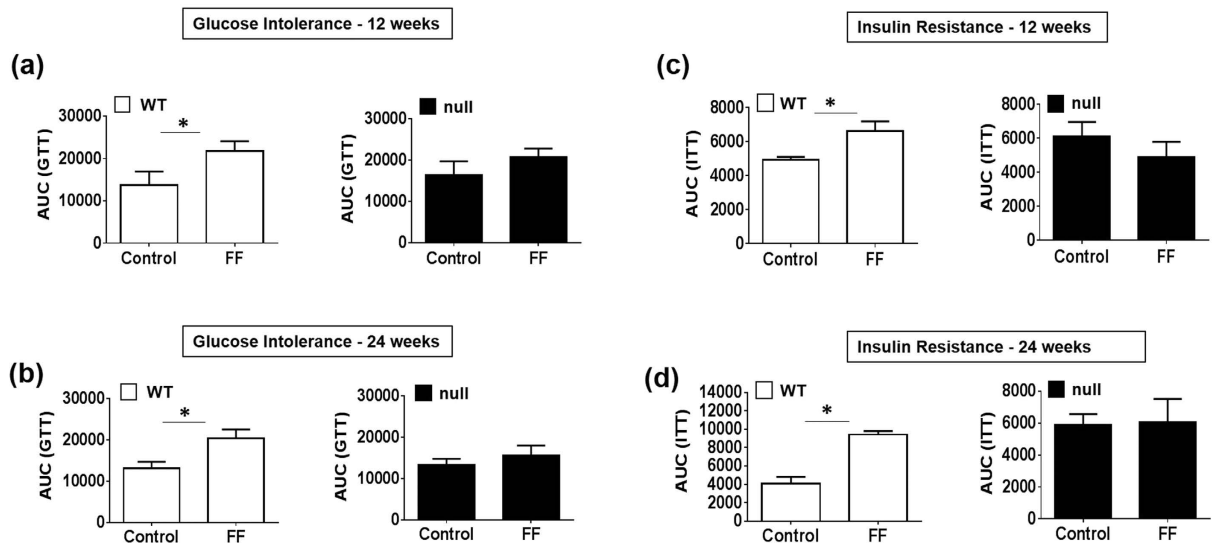 Glucose Intolerance - 12 weeks
(a)
WT
*
AUC (GTT)
30000
20000
10000
0
Control FF
null
AUC (GTT)
30000
20000
10000
0
Control FF
Insulin Resistance - 12 weeks
(c)
WT
*
AUC (ITT)
8000
6000
4000
2000
0
Control FF
null
AUC (ITT)
8000
6000
4000
2000
0
Control FF
Glucose Intolerance - 24 weeks
(b)
WT
*
AUC (GTT)
30000
20000
10000
0
Control FF
null
AUC (GTT)
30000
20000
10000
0
Control FF
Insulin Resistance - 24 weeks
(d)
WT
*
AUC (ITT)
14000
12000
10000
8000
6000
4000
2000
0
Control FF
null
AUC (ITT)
8000
6000
4000
2000
0
Control FF